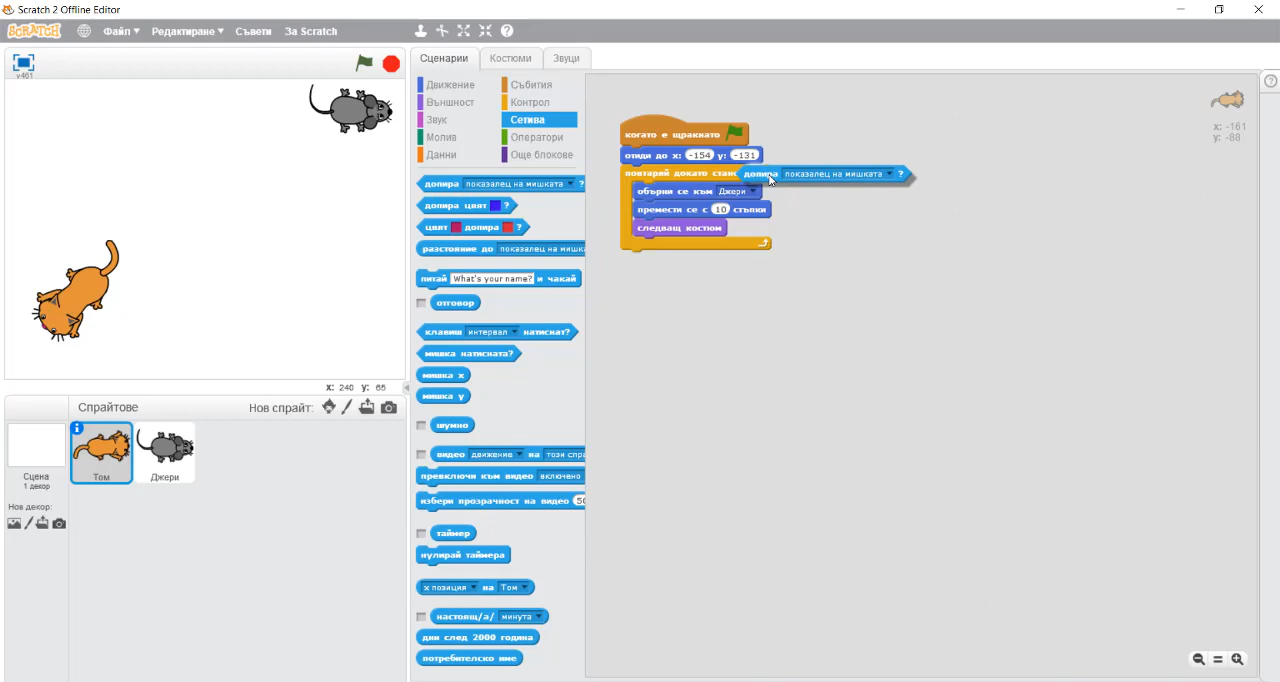 Scratch 2 Offline Editor
SCRATCH Файл Редактиране Съвети За Scratch
v461
Сценарии Костюми Звуци
Движение Събития
Външност Контрол
Звук Сетива
Молив Оператори
Данни Още блокове
допира показалец на мишката ?
допира цвят ?
цвят допира ?
разстояние до показалец на мишка
питай What's your name? и чакай
отговор
клавиш интервал натиснат?
мишка натисната?
мишка x
мишка y
шумно
видео движение на този спра
превключи към видео включено
избери прозрачност на видео 50
таймер
нулирай таймера
x позиция на Том
настоящ/а/ минута
дни след 2000 година
потребителско име
когато е щракнато
отиди до x: -154 y: -131
повтаряй докато стане допира показалец на мишката ?
обърни се към Джери
премести се с 10 стъпки
следващ костюм
x: -161
y: -88
x: 240 y: 65
Спрайтове Нов спрайт:
Сцена
1 декор
Нов декор:
Том Джери